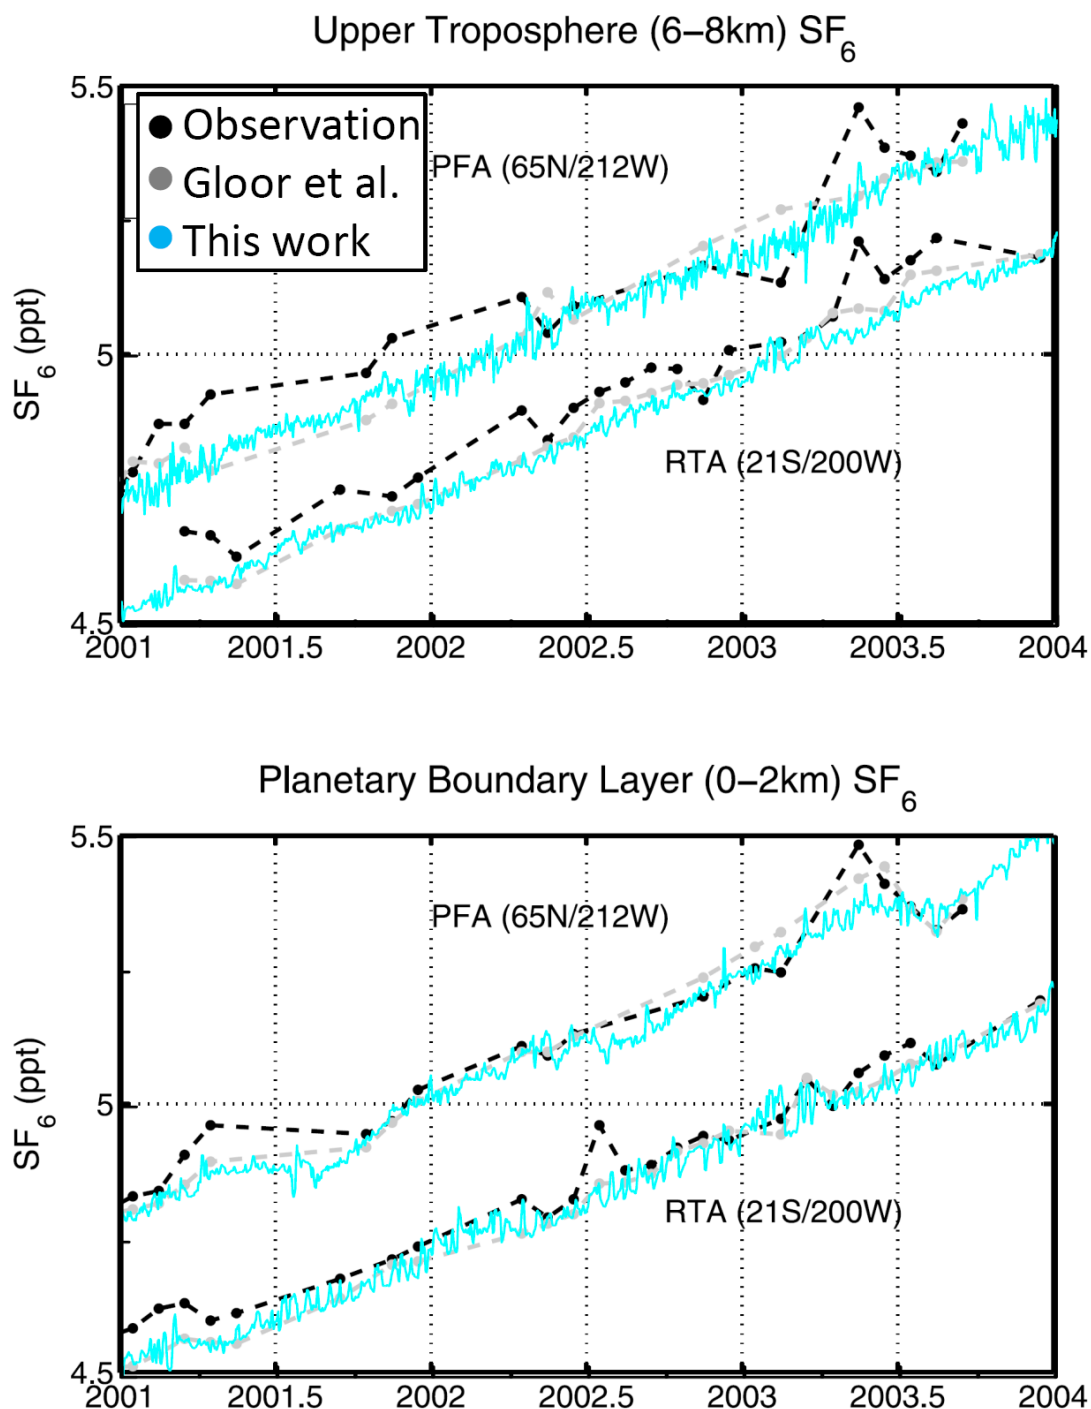 Upper Troposphere (6–8km) SF6
5.5
Observation
Gloor et al.
This work
PFA (65N/212W)
SF6 (ppt)
5
RTA (21S/200W)
4.5
2001 2001.5 2002 2002.5 2003 2003.5 2004
Planetary Boundary Layer (0–2km) SF6
5.5
PFA (65N/212W)
SF6 (ppt)
5
RTA (21S/200W)
4.5
2001 2001.5 2002 2002.5 2003 2003.5 2004